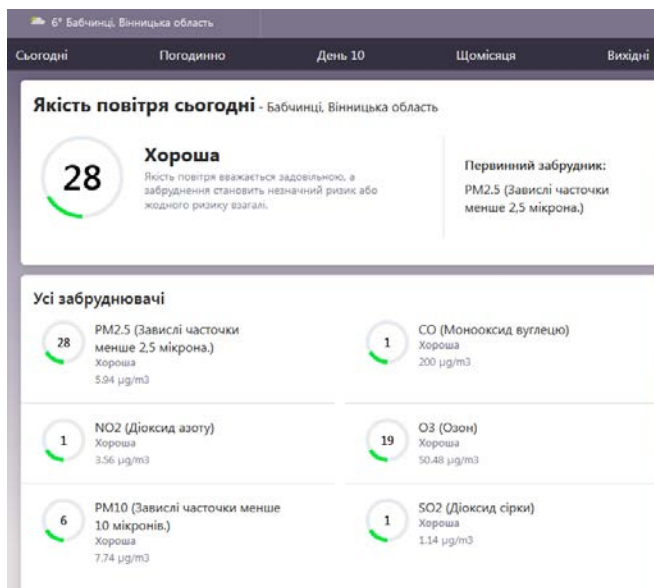 6° Бабчинці, Вінницька область
Сьогодні Погодинно День 10 Щомісяця Вихідні
Якість повітря сьогодні - Бабчинці, Вінницька область
28
Хороша
Якість повітря вважається задовільною, а
забруднення становить незначний ризик або
жодного ризику взагалі.
Первинний забрудник:
PM2.5 (Завислі часточки
менше 2,5 мікрона.)
Усі забруднювачі
28
PM2.5 (Завислі часточки
менше 2,5 мікрона.)
Хороша
5.94 µg/m3
1
CO (Монооксид вуглецю)
Хороша
200 µg/m3
1
NO2 (Діоксид азоту)
Хороша
3.56 µg/m3
19
O3 (Озон)
Хороша
50.48 µg/m3
6
PM10 (Завислі часточки менше
10 мікронів.)
Хороша
7.74 µg/m3
1
SO2 (Діоксид сірки)
Хороша
1.14 µg/m3